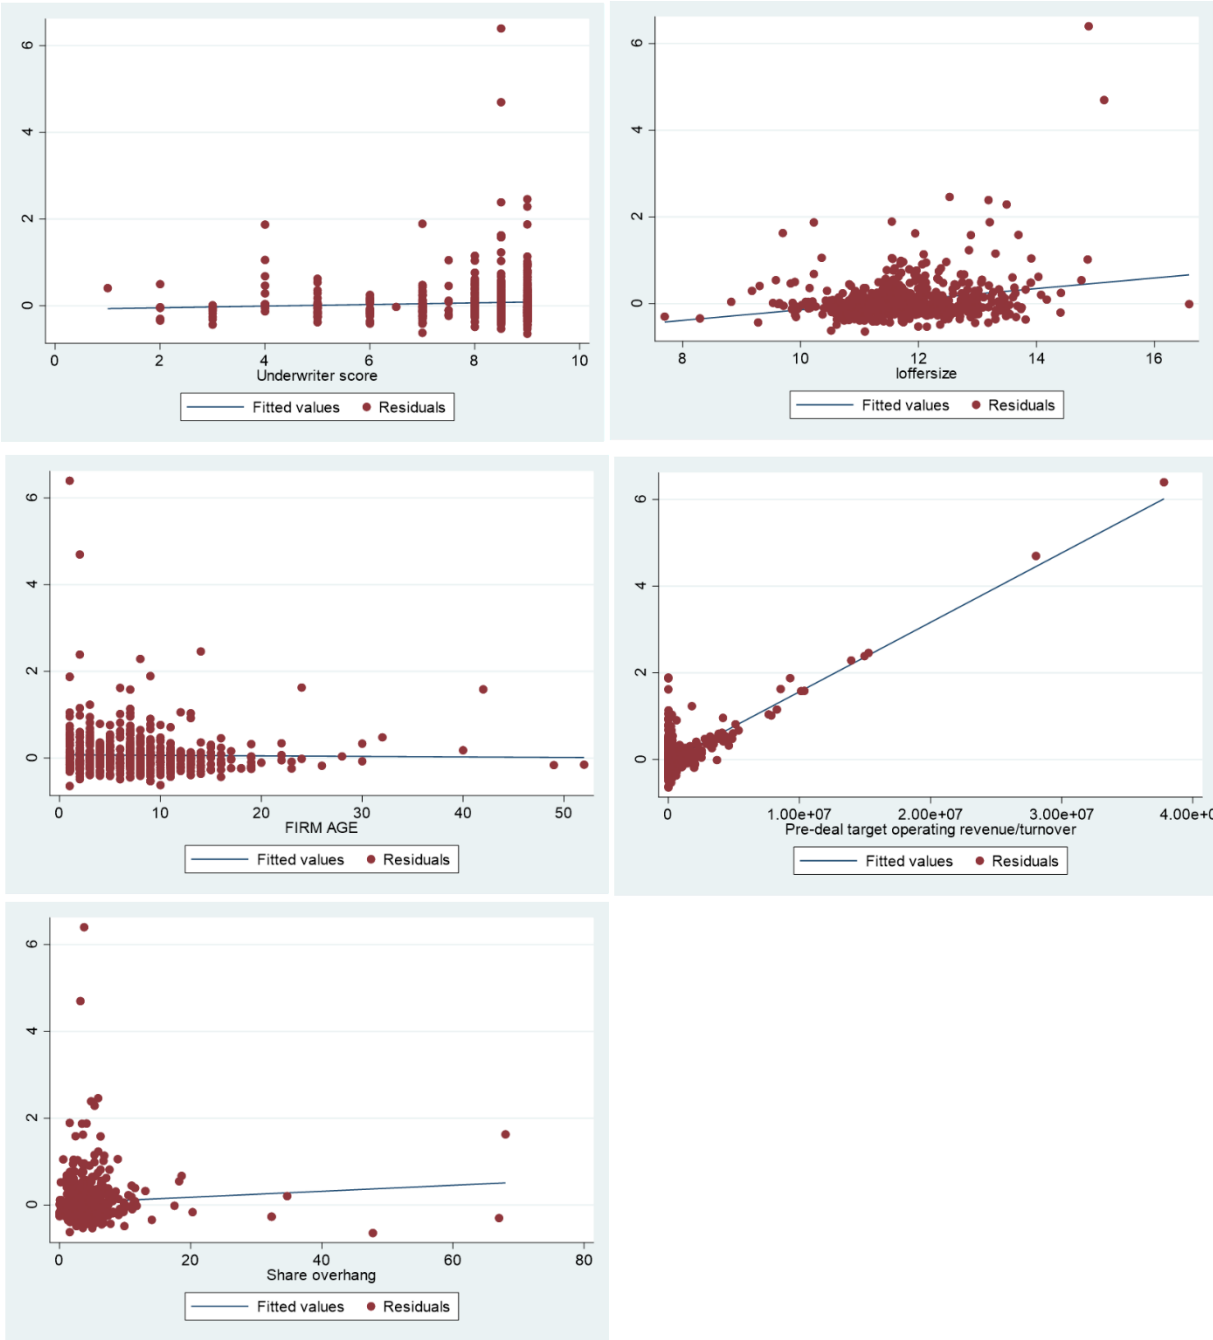 6
4
2
0
0 2 4 6 8 10
Underwriter score
Fitted values Residuals
6
4
2
0
8 10 12 14 16
loffersize
Fitted values Residuals
6
4
2
0
0 10 20 30 40 50
FIRM AGE
Fitted values Residuals
6
4
2
0
0 1.00e+07 2.00e+07 3.00e+07 4.00e+0
Pre-deal target operating revenue/turnover
Fitted values Residuals
6
4
2
0
0 20 40 60 80
Share overhang
Fitted values Residuals